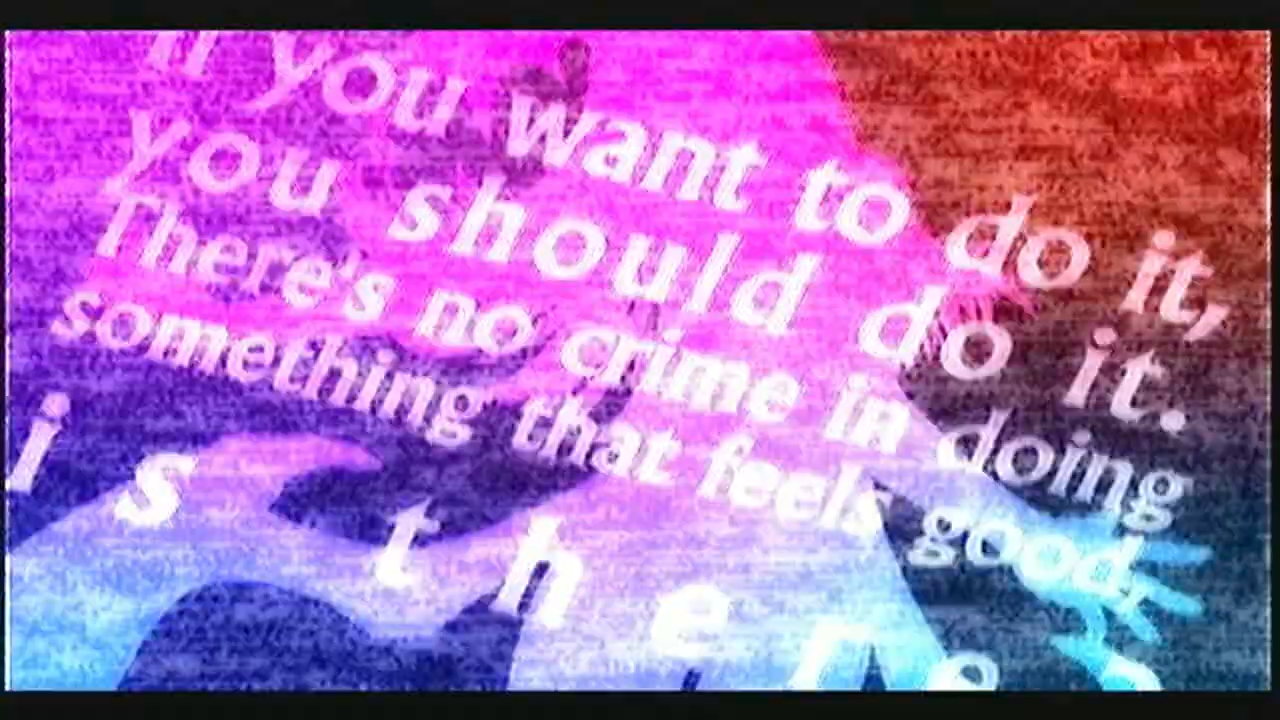 If you want to do it,
you should do it.
There's no crime in doing
something that feels good,
is there?